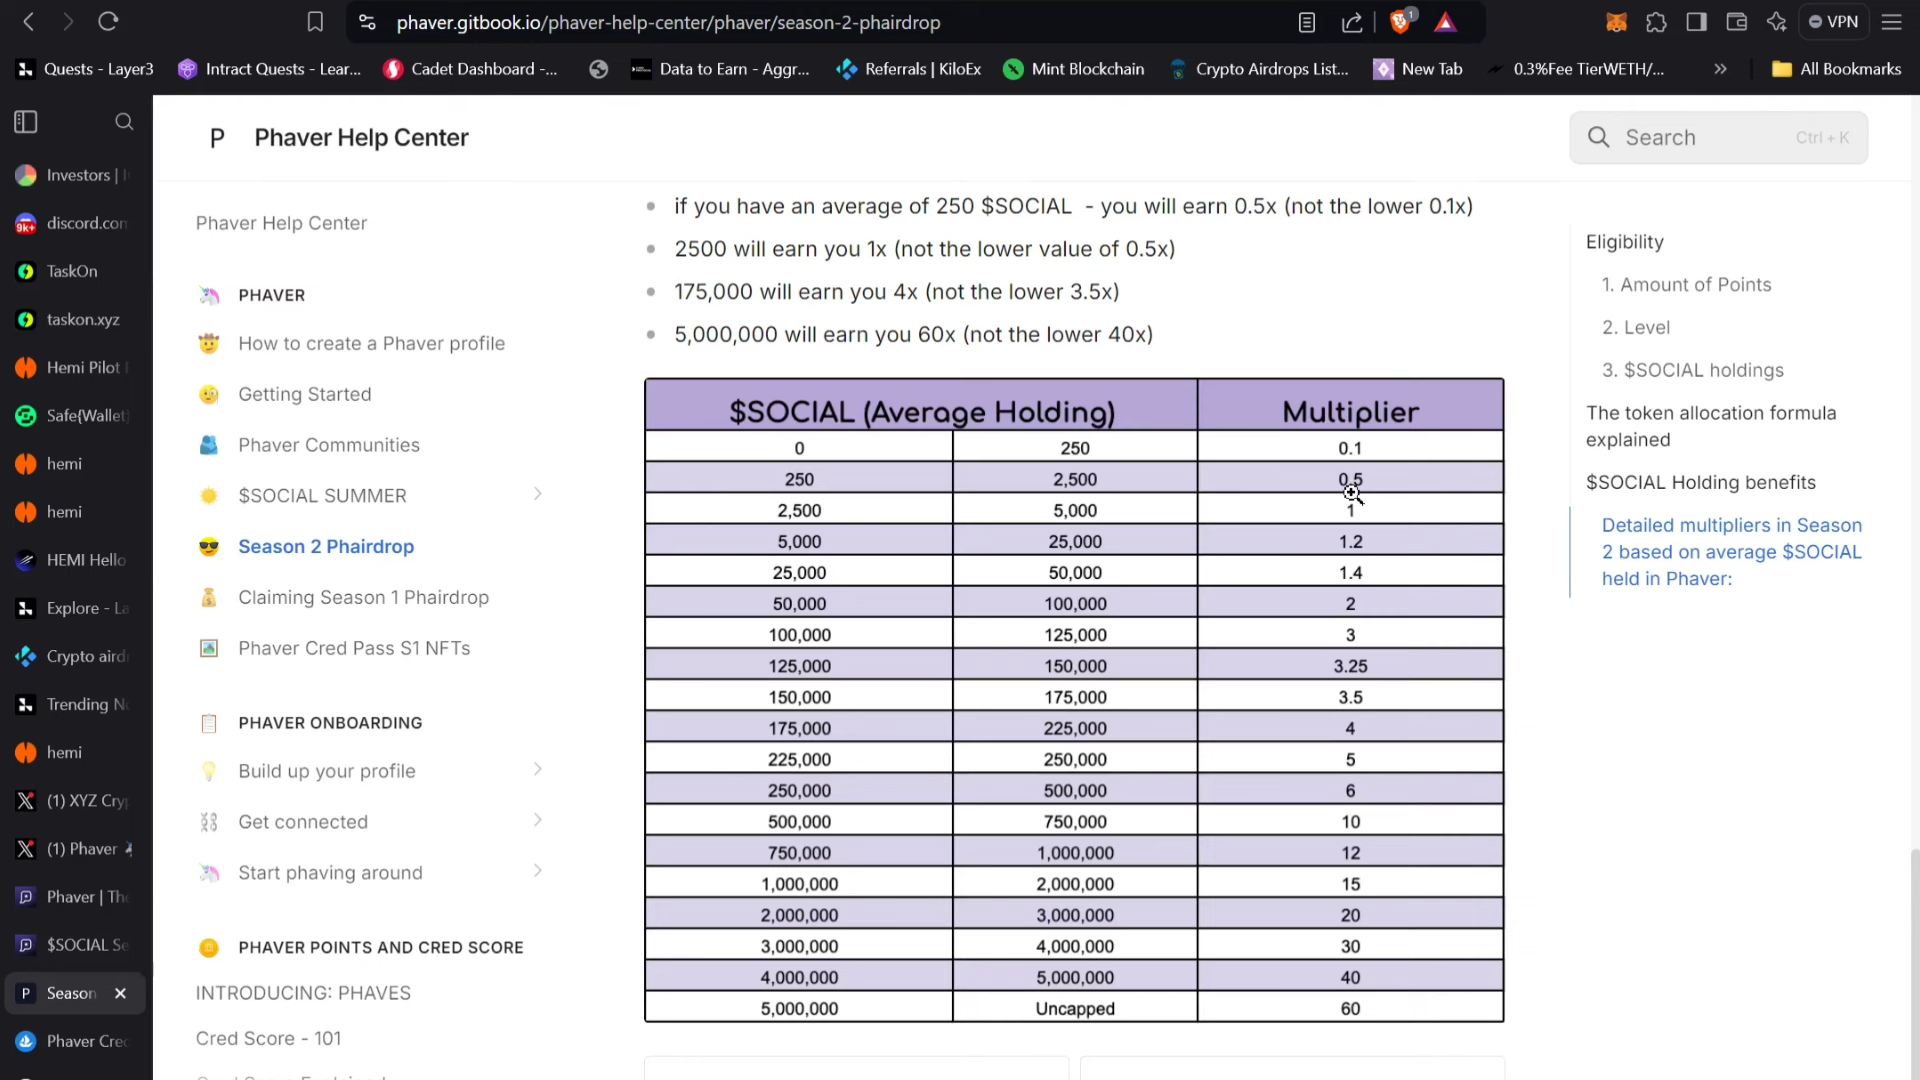 phaver.gitbook.io/phaver-help-center/phaver/season-2-phairdrop
1
VPN
Quests - Layer3
Intract Quests - Lear...
Cadet Dashboard -...
Data to Earn - Aggr...
Referrals | KiloEx
Mint Blockchain
Crypto Airdrops List...
New Tab
0.3%Fee TierWETH/...
All Bookmarks
Investors |
discord.con
9k+
TaskOn
taskon.xyz
Hemi Pilot
Safe{Wallet
hemi
hemi
HEMI Hello
Explore - La
Crypto aird
Trending N
hemi
(1) XYZ Cry
(1) Phaver
Phaver | The
$SOCIAL Se
P Season
Phaver Cre
P Phaver Help Center
Search Ctrl + K
Phaver Help Center
PHAVER
How to create a Phaver profile
Getting Started
Phaver Communities
$SOCIAL SUMMER
Season 2 Phairdrop
Claiming Season 1 Phairdrop
Phaver Cred Pass S1 NFTs
PHAVER ONBOARDING
Build up your profile
Get connected
Start phaving around
PHAVER POINTS AND CRED SCORE
INTRODUCING: PHAVES
Cred Score - 101
if you have an average of 250 $SOCIAL - you will earn 0.5x (not the lower 0.1x)
2500 will earn you 1x (not the lower value of 0.5x)
175,000 will earn you 4x (not the lower 3.5x)
5,000,000 will earn you 60x (not the lower 40x)
$SOCIAL (Average Holding) Multiplier
0 250 0.1
250 2,500 0.5
2,500 5,000 1
5,000 25,000 1.2
25,000 50,000 1.4
50,000 100,000 2
100,000 125,000 3
125,000 150,000 3.25
150,000 175,000 3.5
175,000 225,000 4
225,000 250,000 5
250,000 500,000 6
500,000 750,000 10
750,000 1,000,000 12
1,000,000 2,000,000 15
2,000,000 3,000,000 20
3,000,000 4,000,000 30
4,000,000 5,000,000 40
5,000,000 Uncapped 60
Eligibility
1. Amount of Points
2. Level
3. $SOCIAL holdings
The token allocation formula
explained
$SOCIAL Holding benefits
Detailed multipliers in Season
2 based on average $SOCIAL
held in Phaver: